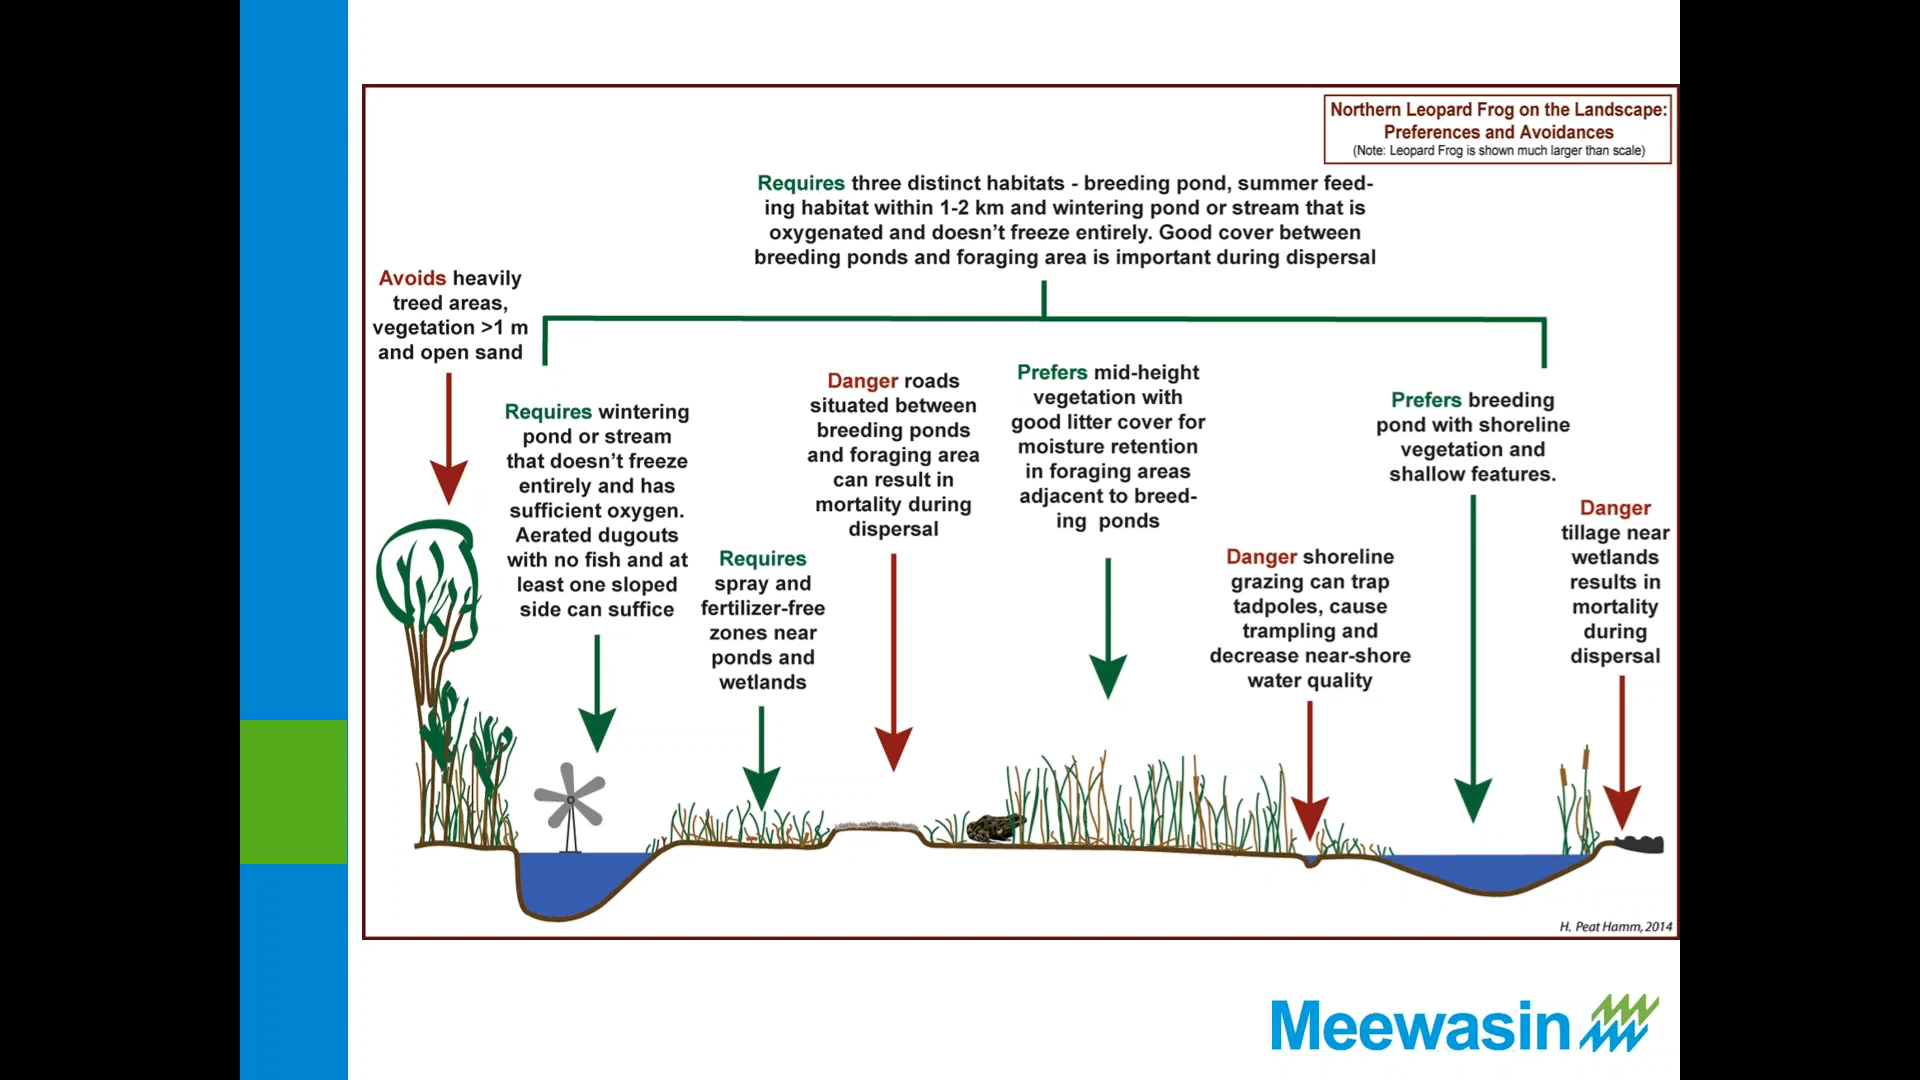 Northern Leopard Frog on the Landscape:
Preferences and Avoidances
(Note: Leopard Frog is shown much larger than scale)
Requires three distinct habitats - breeding pond, summer feed-
ing habitat within 1-2 km and wintering pond or stream that is
oxygenated and doesn't freeze entirely. Good cover between
breeding ponds and foraging area is important during dispersal
Avoids heavily
treed areas,
vegetation >1 m
and open sand
Requires wintering
pond or stream
that doesn't freeze
entirely and has
sufficient oxygen.
Aerated dugouts
with no fish and at
least one sloped
side can suffice
Requires
spray and
fertilizer-free
zones near
ponds and
wetlands
Danger roads
situated between
breeding ponds
and foraging area
can result in
mortality during
dispersal
Prefers mid-height
vegetation with
good litter cover for
moisture retention
in foraging areas
adjacent to breed-
ing ponds
Danger shoreline
grazing can trap
tadpoles, cause
trampling and
decrease near-shore
water quality
Prefers breeding
pond with shoreline
vegetation and
shallow features.
Danger
tillage near
wetlands
results in
mortality
during
dispersal
H. Peat Hamm, 2014
Meewasin